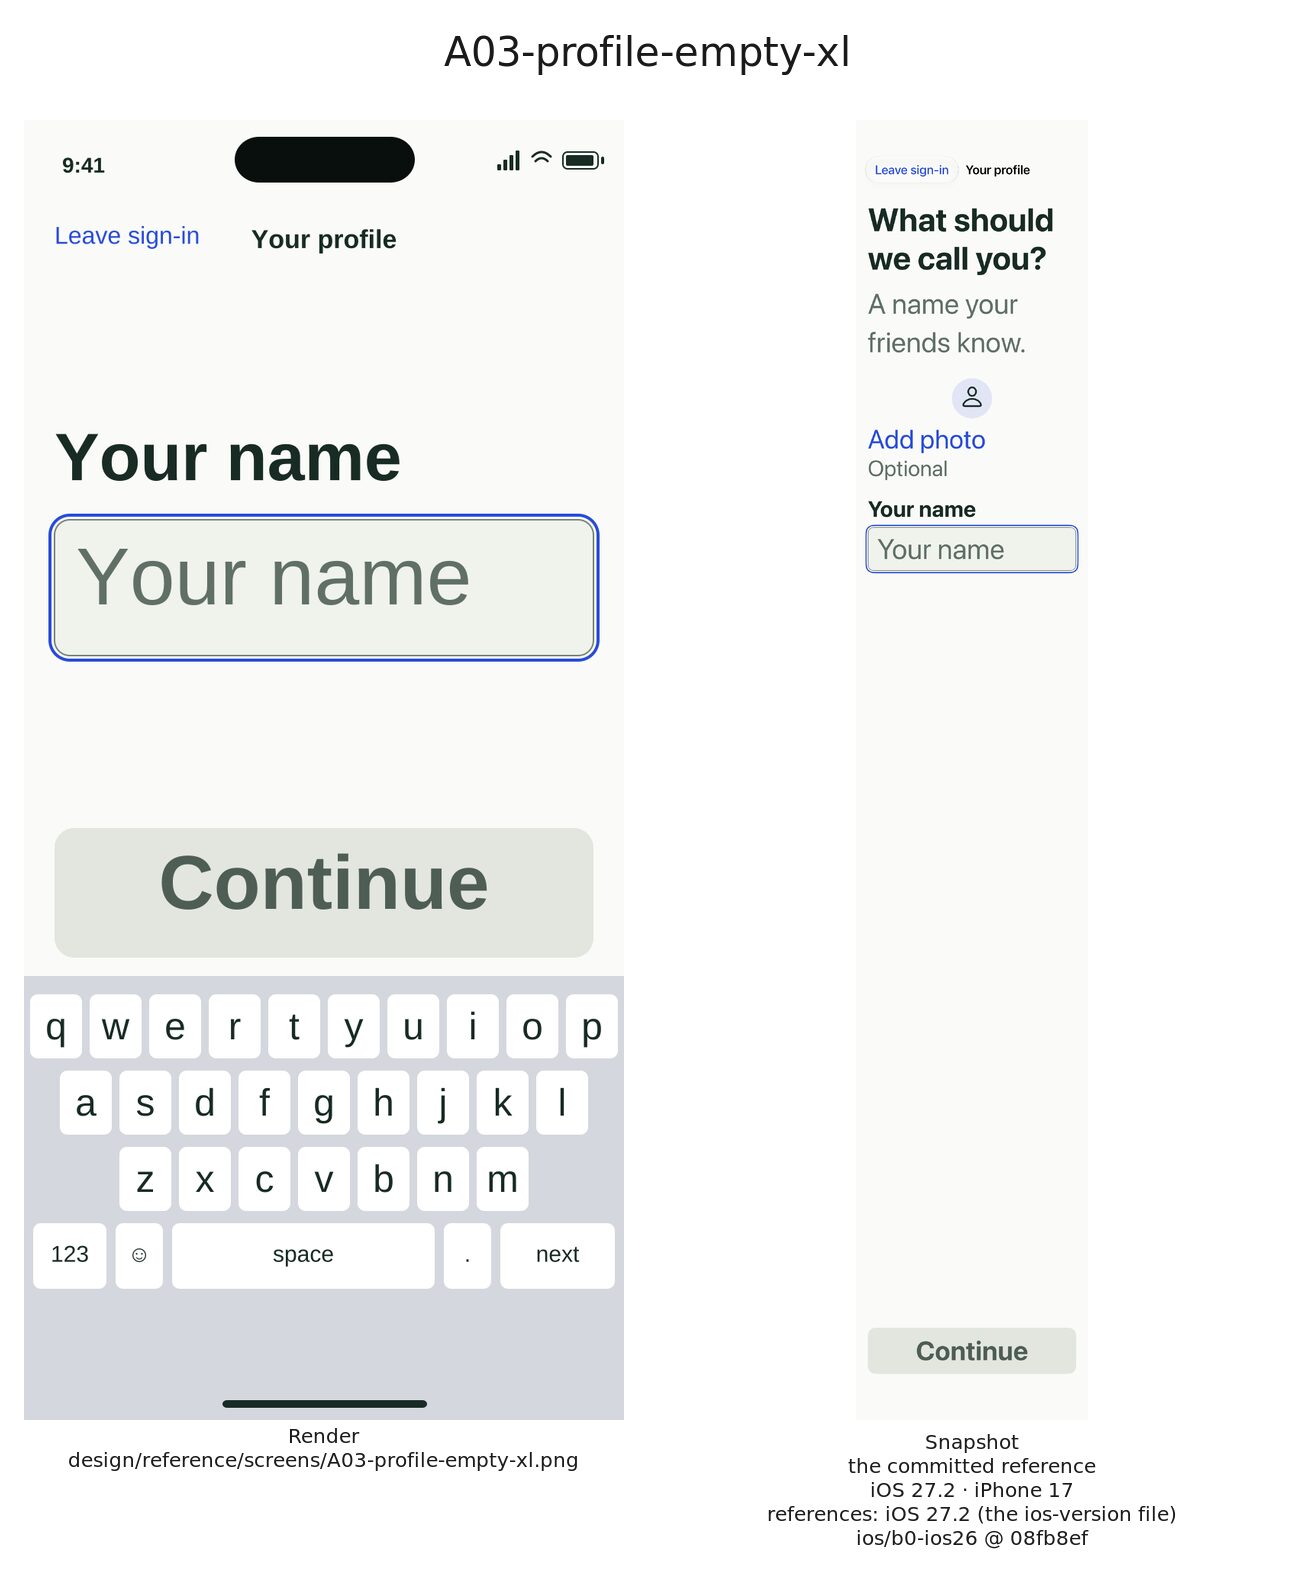 A03-profile-empty-xl
9:41
Leave sign-in
Your profile
Your name
Your name
Continue
q w e r t y u i o p
a s d f g h j k l
z x c v b n m
123 ☺ space . next
Render
design/reference/screens/A03-profile-empty-xl.png
Leave sign-in
Your profile
What should
we call you?
A name your
friends know.
Add photo
Optional
Your name
Your name
Continue
Snapshot
the committed reference
iOS 27.2 · iPhone 17
references: iOS 27.2 (the ios-version file)
ios/b0-ios26 @ 08fb8ef